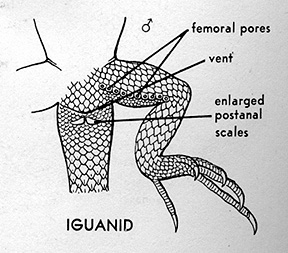 ♂
femoral pores
vent
enlarged
postanal
scales
IGUANID